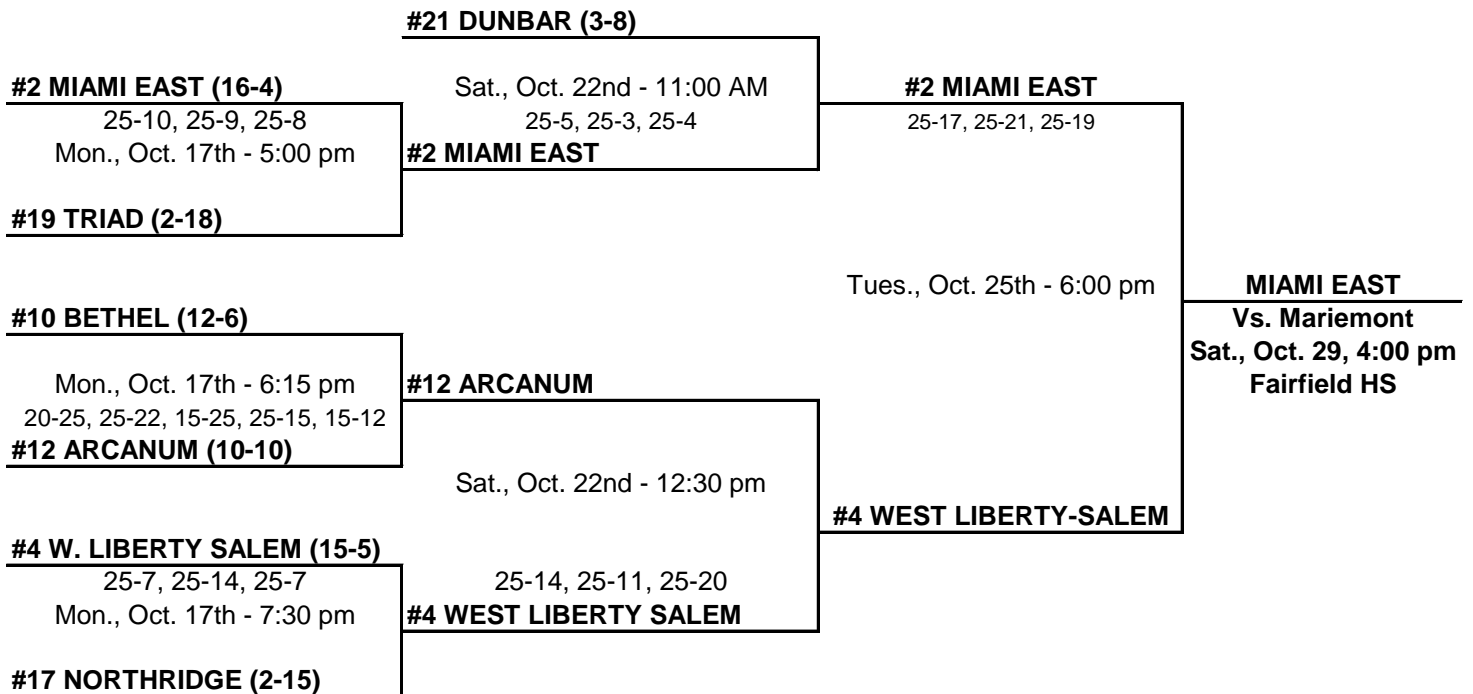 #21 DUNBAR (3-8)
#2 MIAMI EAST (16-4)
25-10, 25-9, 25-8
Mon., Oct. 17th - 5:00 pm
#19 TRIAD (2-18)
Sat., Oct. 22nd - 11:00 AM
25-5, 25-3, 25-4
#2 MIAMI EAST
#2 MIAMI EAST
25-17, 25-21, 25-19
Tues., Oct. 25th - 6:00 pm
MIAMI EAST
Vs. Mariemont
Sat., Oct. 29, 4:00 pm
Fairfield HS
#10 BETHEL (12-6)
Mon., Oct. 17th - 6:15 pm
20-25, 25-22, 15-25, 25-15, 15-12
#12 ARCANUM (10-10)
#12 ARCANUM
Sat., Oct. 22nd - 12:30 pm
25-14, 25-11, 25-20
#4 WEST LIBERTY SALEM
#4 WEST LIBERTY-SALEM
#4 W. LIBERTY SALEM (15-5)
25-7, 25-14, 25-7
Mon., Oct. 17th - 7:30 pm
#17 NORTHRIDGE (2-15)